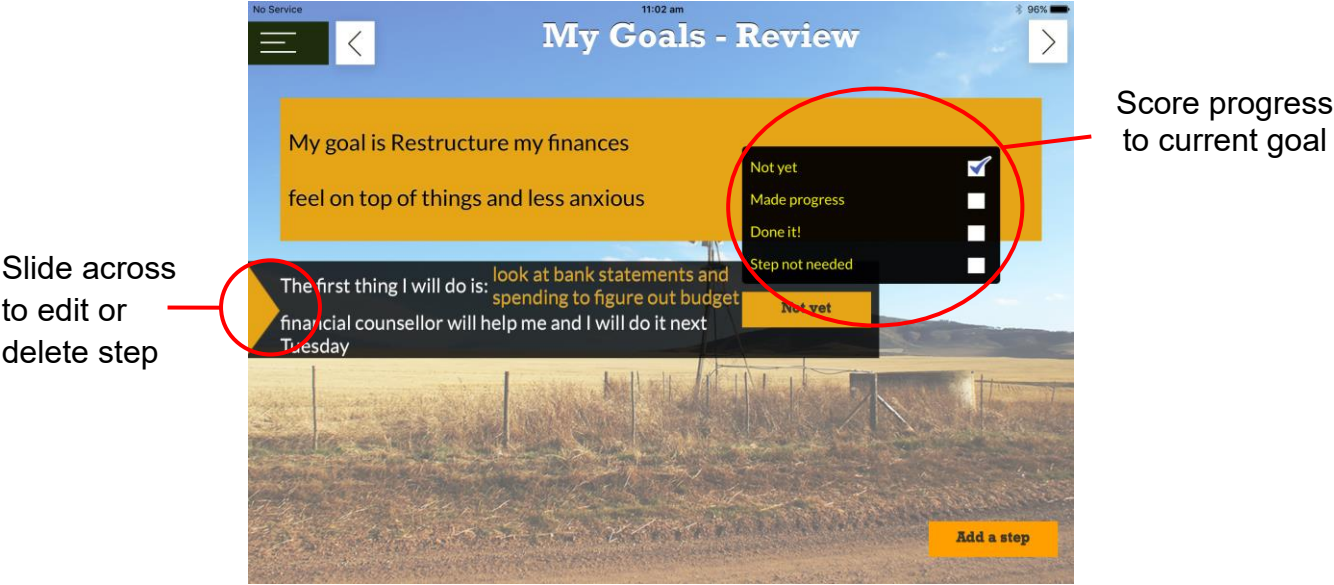 No Service
11:02 am
96%
My Goals - Review
Score progress
to current goal
My goal is Restructure my finances
feel on top of things and less anxious
Not yet
Made progress
Done it!
Step not needed
Slide across
to edit or
delete step
The first thing I will do is:
look at bank statements and
spending to figure out budget
financial counsellor will help me and I will do it next
Tuesday
Not yet
Add a step